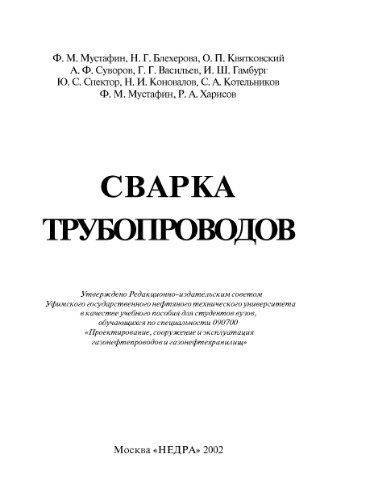 Ф. М. Мустафин, Н. Г. Блехерова, О. П. Квятковский
А. Ф. Суворов, Г. Г. Васильев, И. Ш. Гамбург
Ю. С. Спектор, Н. И. Коновалов, С. А. Котельников
Ф. М. Мустафин, Р. А. Харисов
СВАРКА
ТРУБОПРОВОДОВ
Утверждено Редакционно-издательским советом
Уфимского государственного нефтяного технического университета
в качестве учебного пособия для студентов вузов,
обучающихся по специальности 090700
«Проектирование, сооружение и эксплуатация
газонефтепроводов и газонефтехранилищ»
Москва «НЕДРА» 2002